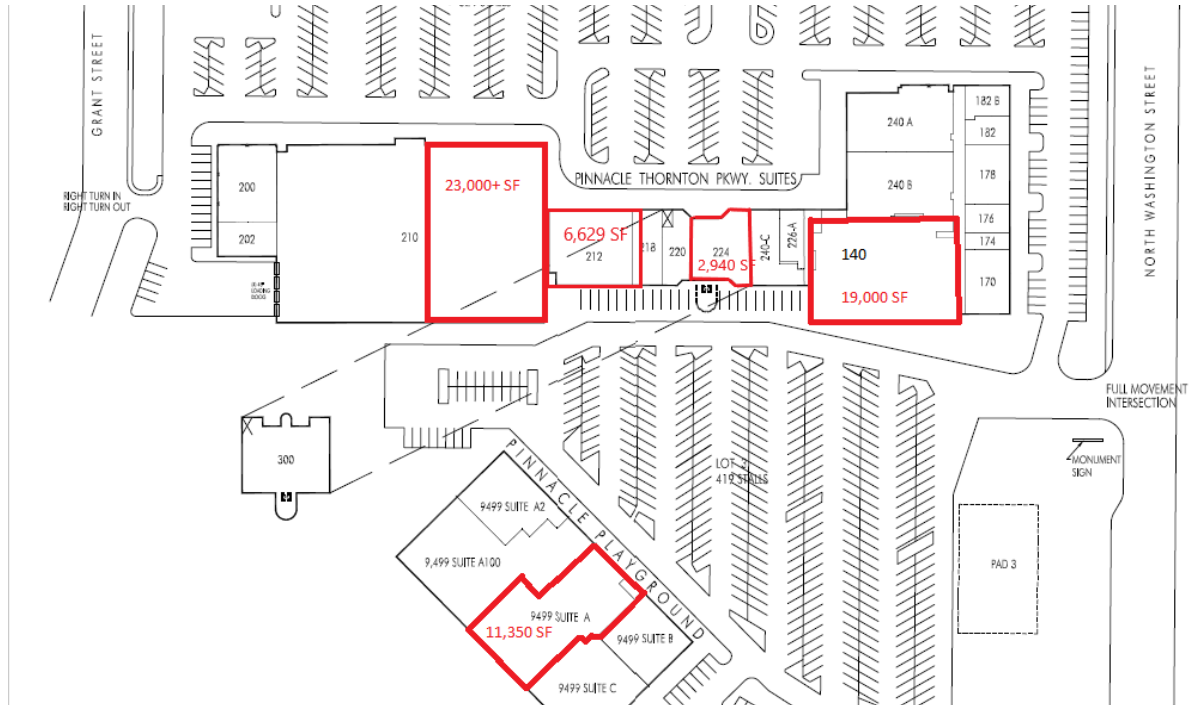 GRANT STREET
NORTH WASHINGTON STREET
RIGHT TURN IN
RIGHT TURN OUT
200
202
210
23,000+ SF
PINNACLE THORNTON PKWY. SUITES
6,629 SF
212
218
220
224
2,940 SF
240-C
226-A
240 A
240 B
182 B
182
178
176
174
170
140
19,000 SF
FULL MOVEMENT
INTERSECTION
MONUMENT
SIGN
300
LOT 3
419 STALLS
PAD 3
PINNACLE PLAYGROUND
9499 SUITE A2
9,499 SUITE A100
9499 SUITE A
11,350 SF
9499 SUITE B
9499 SUITE C